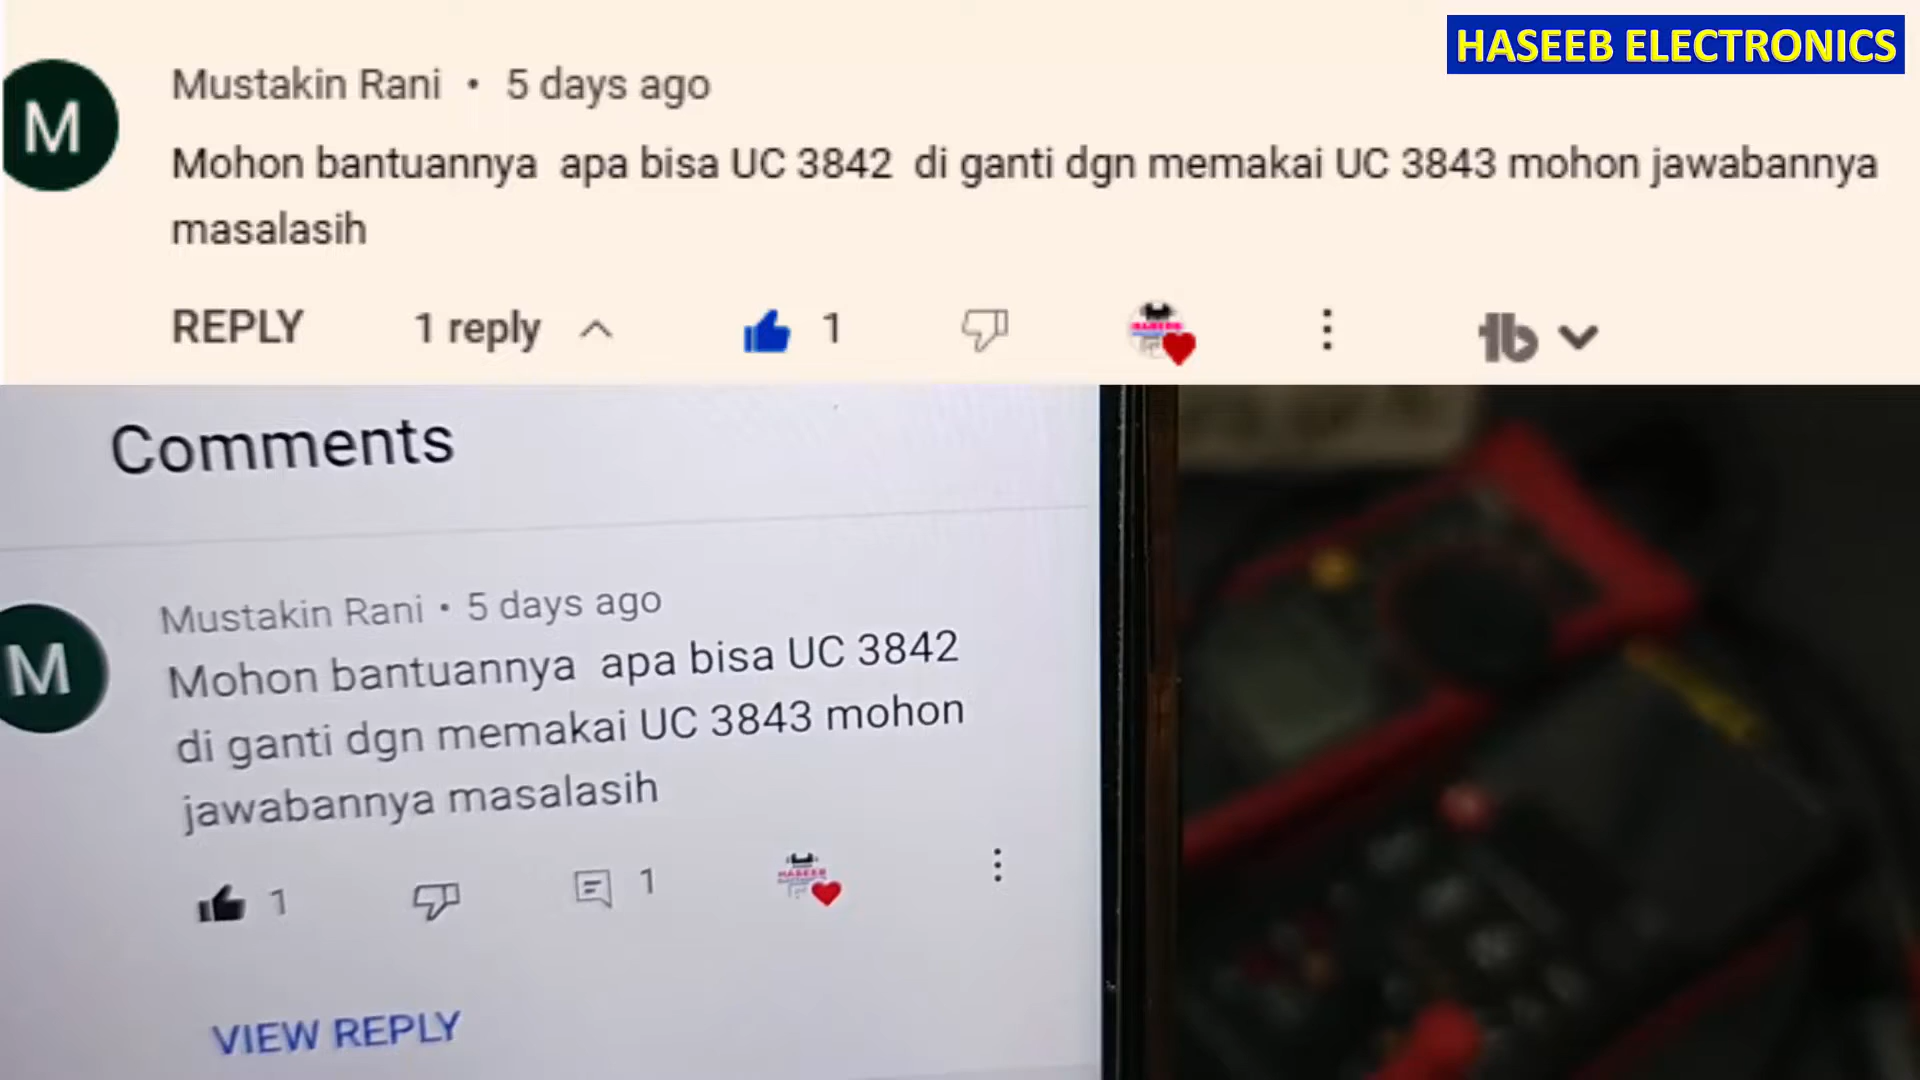 HASEEB ELECTRONICS
Mustakin Rani • 5 days ago
M
Mohon bantuannya apa bisa UC 3842 di ganti dgn memakai UC 3843 mohon jawabannya
masalasih
REPLY 1 reply 1
Comments
Mustakin Rani • 5 days ago
M
Mohon bantuannya apa bisa UC 3842
di ganti dgn memakai UC 3843 mohon
jawabannya masalasih
1 1
VIEW REPLY